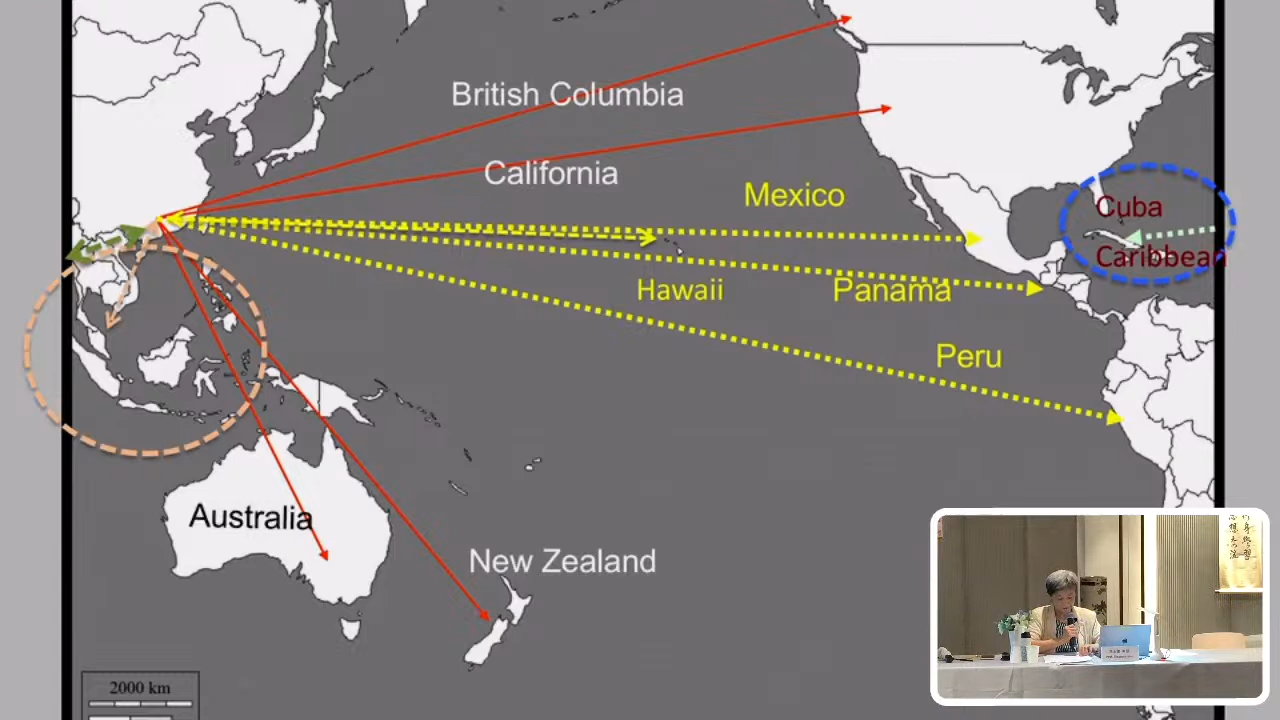 British Columbia
California
Mexico
Cuba
Caribbean
Hawaii
Panama
Peru
Australia
New Zealand
2000 km